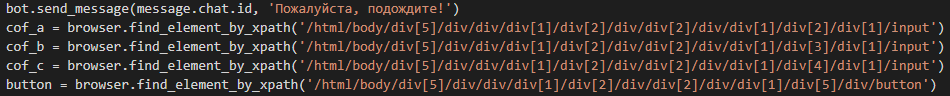 bot.send_message(message.chat.id, 'Пожалуйста, подождите!')
cof_a = browser.find_element_by_xpath('/html/body/div[5]/div/div/div[1]/div[2]/div/div[2]/div/div/div[1]/div[2]/div[1]/input')
cof_b = browser.find_element_by_xpath('/html/body/div[5]/div/div/div[1]/div[2]/div/div[2]/div/div/div[1]/div[3]/div[1]/input')
cof_c = browser.find_element_by_xpath('/html/body/div[5]/div/div/div[1]/div[2]/div/div[2]/div/div/div[1]/div[4]/div[1]/input')
button = browser.find_element_by_xpath('/html/body/div[5]/div/div/div[1]/div[2]/div/div[2]/div/div/div[1]/div[5]/div/button')